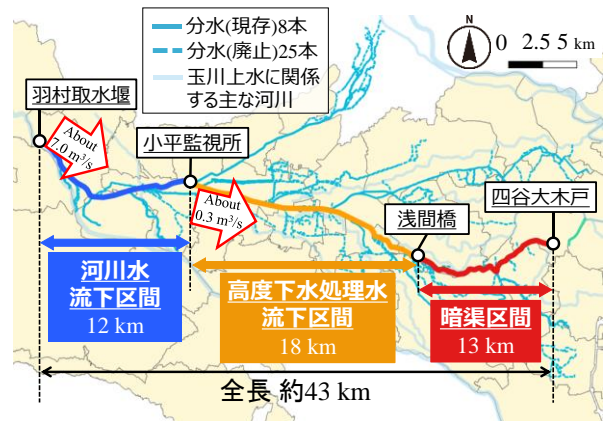 分水(現存)8本
分水(廃止)25本
玉川上水に関係
する主な河川
N
0 2.5 5 km
羽村取水堰
About
7.0 m³/s
小平監視所
About
0.3 m³/s
浅間橋
四谷大木戸
河川水
流下区間
12 km
高度下水処理水
流下区間
18 km
暗渠区間
13 km
全長 約43 km